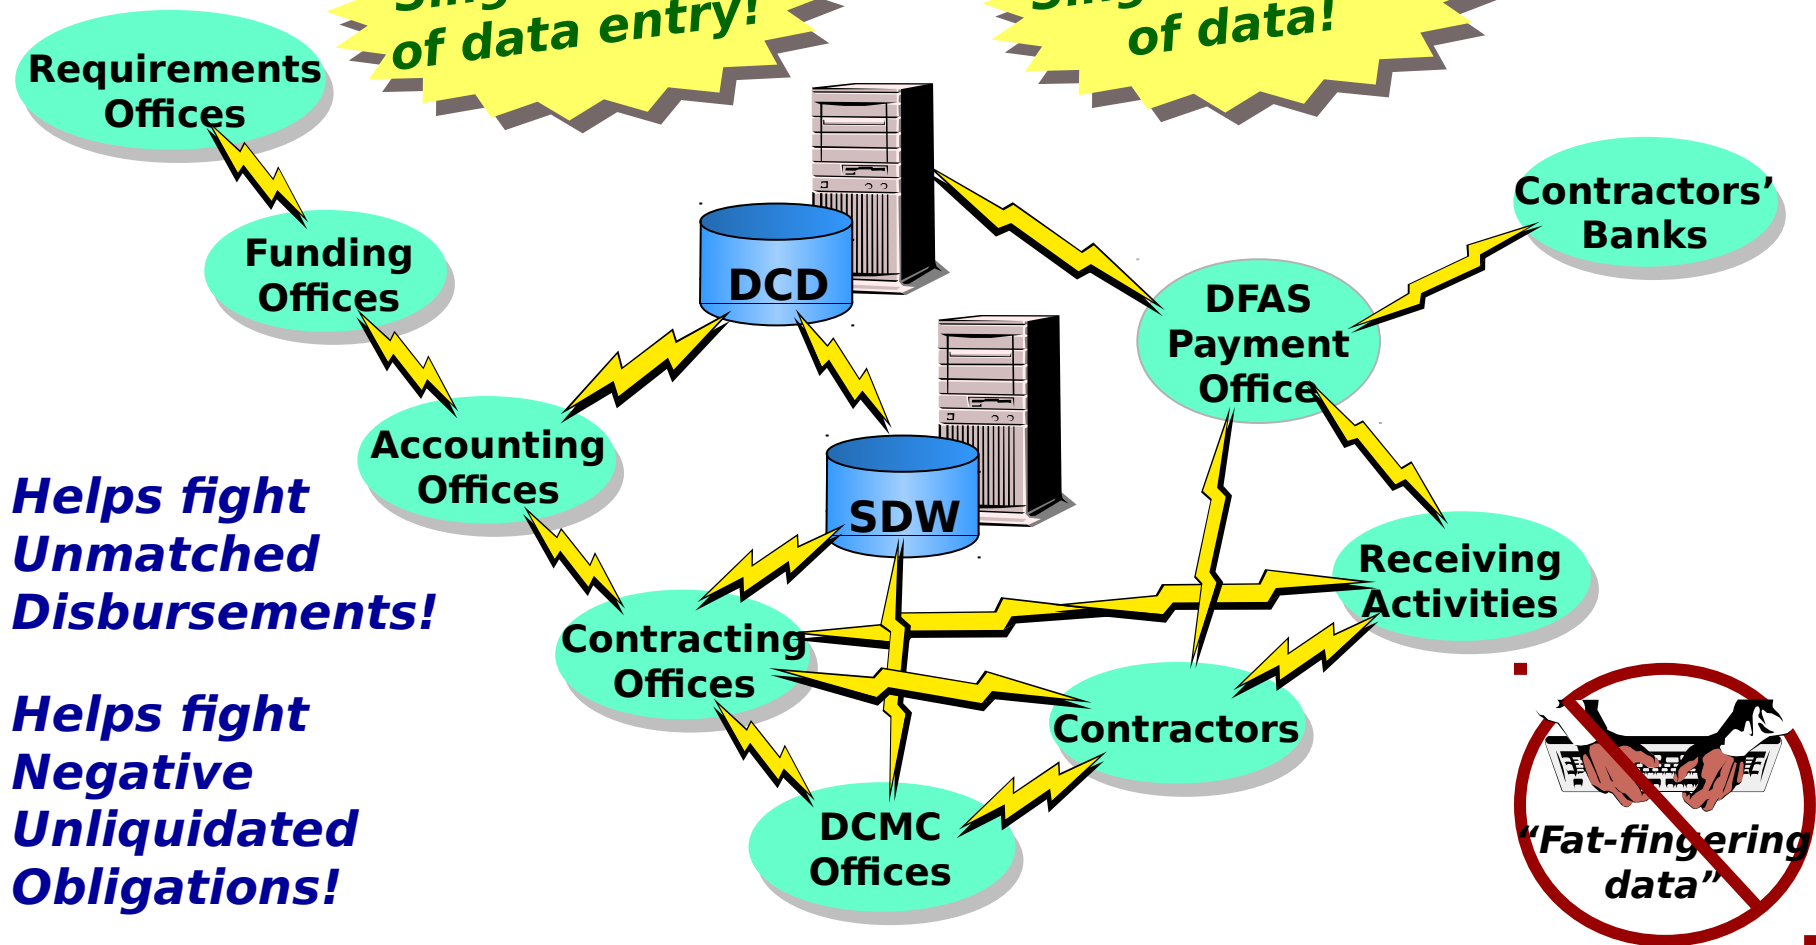 of data entry!
of data!
Requirements
Offices
Contractors’
Banks
Funding
Offices
DCD
DFAS
Payment
Office
Accounting
Offices
SDW
Helps fight
Unmatched
Disbursements!
Receiving
Activities
Contracting
Offices
Contractors
Helps fight
Negative
Unliquidated
Obligations!
DCMC
Offices
“Fat-fingering
data”